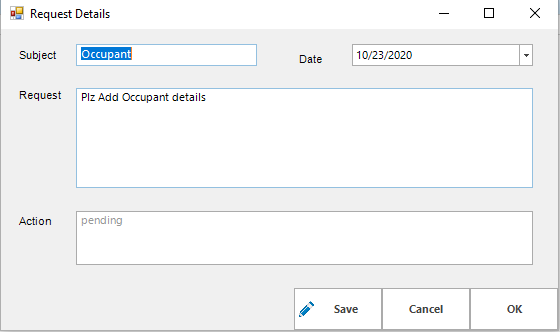 Request Details
Subject Occupant Date 10/23/2020
Request Plz Add Occupant details
Action pending
Save Cancel OK